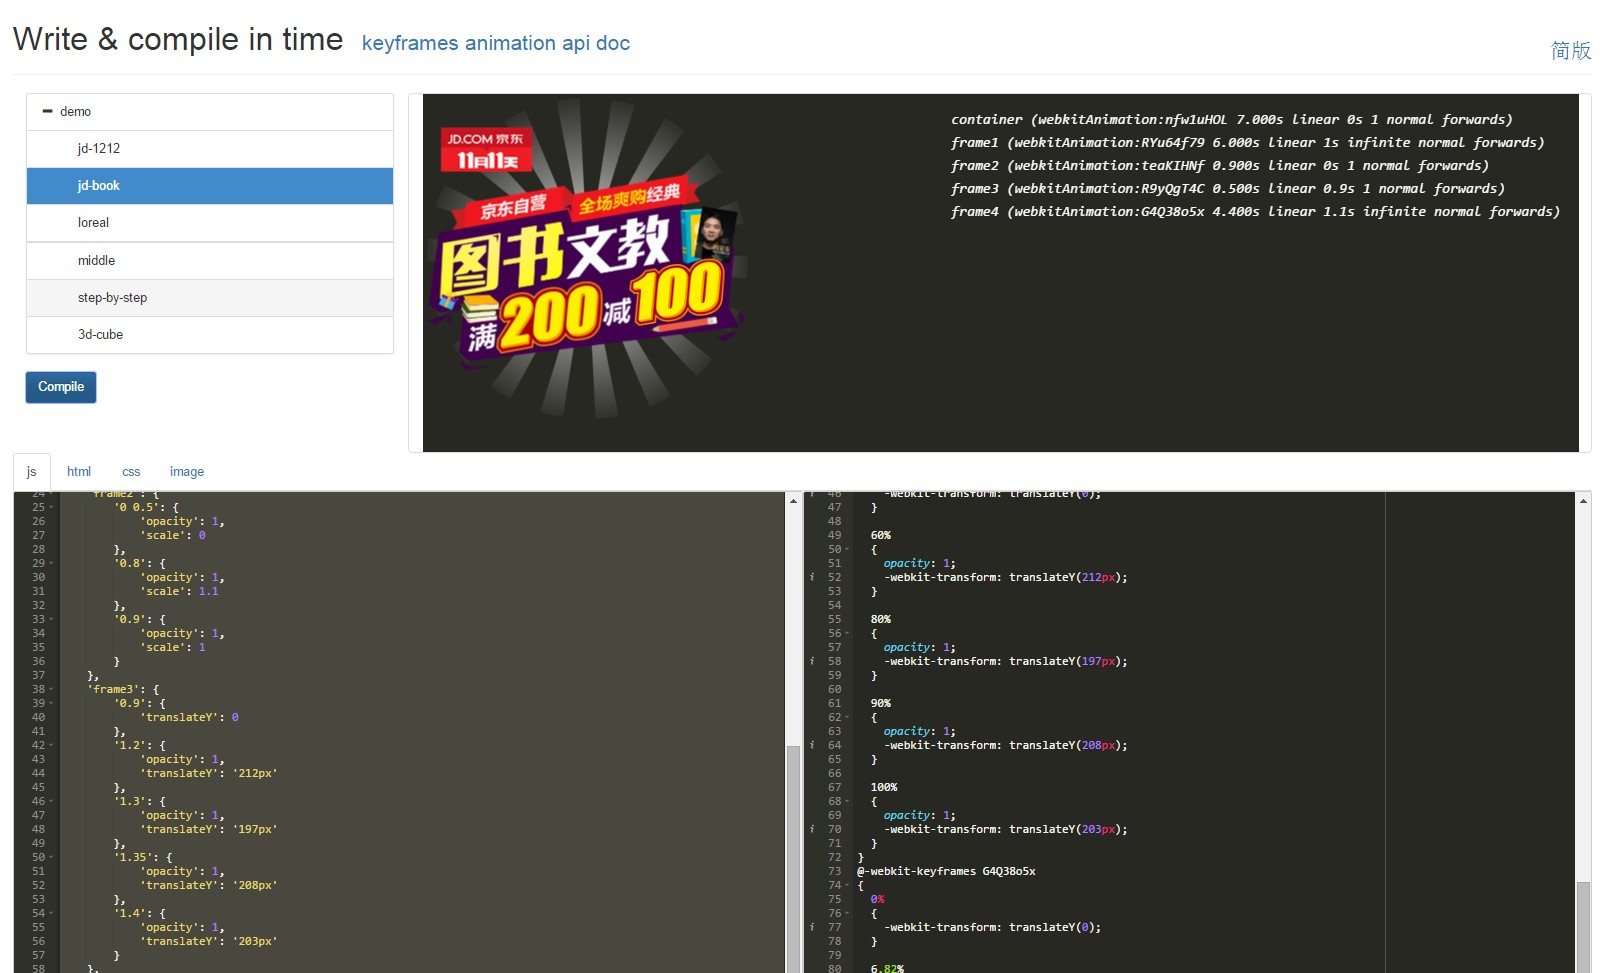 Write & compile in time keyframes animation api doc
简版
demo
jd-1212
jd-book
loreal
middle
step-by-step
3d-cube
Compile
JD.COM 京东
11月11天
京东自营 全场爽购经典
图书文教
满200减100
container (webkitAnimation:nfw1uHOL 7.000s linear 0s 1 normal forwards)
frame1 (webkitAnimation:RYu64f79 6.000s linear 1s infinite normal forwards)
frame2 (webkitAnimation:teaKIHNf 0.900s linear 0s 1 normal forwards)
frame3 (webkitAnimation:R9yQgT4C 0.500s linear 0.9s 1 normal forwards)
frame4 (webkitAnimation:G4Q38o5x 4.400s linear 1.1s infinite normal forwards)
js html css image
24 'frame2': {
25 '0 0.5': {
26 'opacity': 1,
27 'scale': 0
28 },
29 '0.8': {
30 'opacity': 1,
31 'scale': 1.1
32 },
33 '0.9': {
34 'opacity': 1,
35 'scale': 1
36 }
37 },
38 'frame3': {
39 '0.9': {
40 'translateY': 0
41 },
42 '1.2': {
43 'opacity': 1,
44 'translateY': '212px'
45 },
46 '1.3': {
47 'opacity': 1,
48 'translateY': '197px'
49 },
50 '1.35': {
51 'opacity': 1,
52 'translateY': '208px'
53 },
54 '1.4': {
55 'opacity': 1,
56 'translateY': '203px'
57 }
58 },
46 -webkit-transform: translateY(0);
47 }
48
49 60%
50 {
51 opacity: 1;
52 -webkit-transform: translateY(212px);
53 }
54
55 80%
56 {
57 opacity: 1;
58 -webkit-transform: translateY(197px);
59 }
60
61 90%
62 {
63 opacity: 1;
64 -webkit-transform: translateY(208px);
65 }
66
67 100%
68 {
69 opacity: 1;
70 -webkit-transform: translateY(203px);
71 }
72 }
73 @-webkit-keyframes G4Q38o5x
74 {
75 0%
76 {
77 -webkit-transform: translateY(0);
78 }
79
80 6.82%